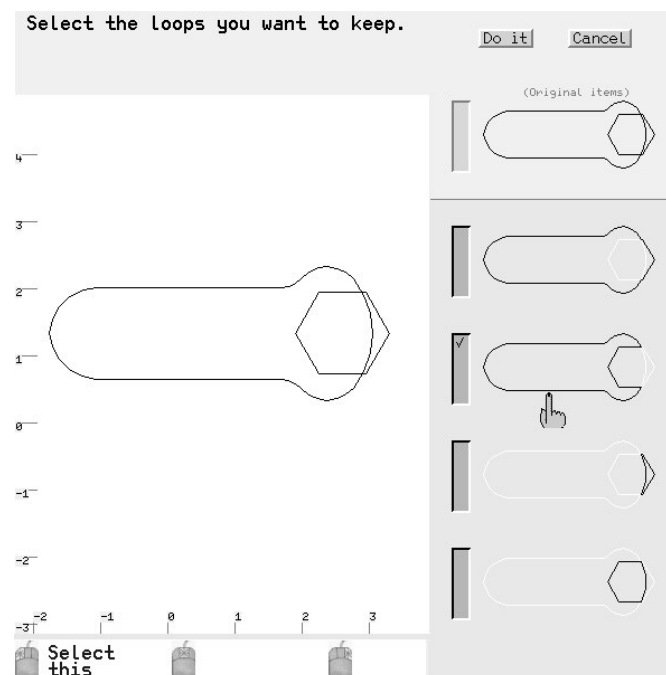 Select the loops you want to keep.
Do it
Cancel
(Original items)
4
3
2
1
0
-1
-2
-3
-2
-1
0
1
2
3
✓
Select
this